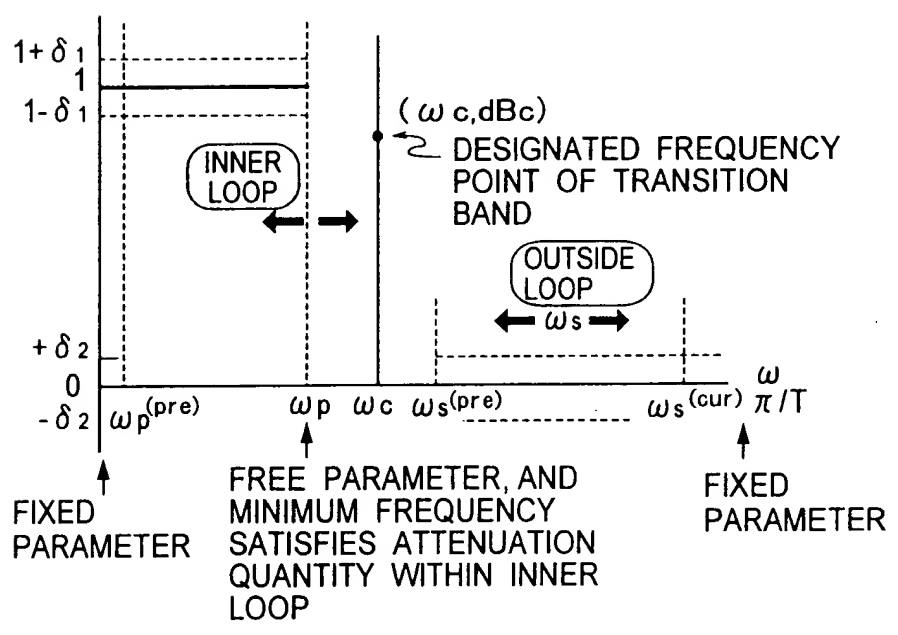 1+δ1
1
1-δ1
(ωc,dBc)
DESIGNATED FREQUENCY
POINT OF TRANSITION
BAND
INNER
LOOP
OUTSIDE
LOOP
ωs
+δ2
0
-δ2
ωp(pre)
ωp
ωc
ωs(pre)
ωs(cur)
ω
π/T
FIXED
PARAMETER
FREE PARAMETER, AND
MINIMUM FREQUENCY
SATISFIES ATTENUATION
QUANTITY WITHIN INNER
LOOP
FIXED
PARAMETER